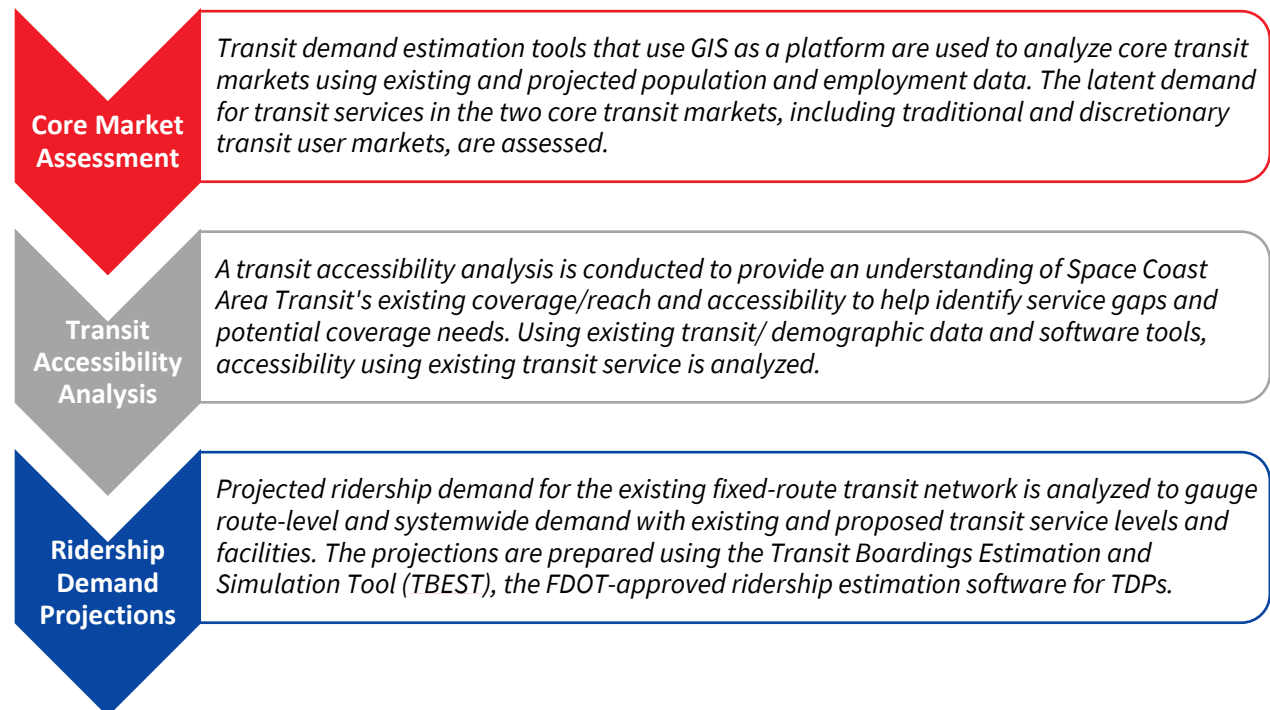 Core Market
Assessment
Transit demand estimation tools that use GIS as a platform are used to analyze core transit
markets using existing and projected population and employment data. The latent demand
for transit services in the two core transit markets, including traditional and discretionary
transit user markets, are assessed.
Transit
Accessibility
Analysis
A transit accessibility analysis is conducted to provide an understanding of Space Coast
Area Transit's existing coverage/reach and accessibility to help identify service gaps and
potential coverage needs. Using existing transit/ demographic data and software tools,
accessibility using existing transit service is analyzed.
Ridership
Demand
Projections
Projected ridership demand for the existing fixed-route transit network is analyzed to gauge
route-level and systemwide demand with existing and proposed transit service levels and
facilities. The projections are prepared using the Transit Boardings Estimation and
Simulation Tool (TBEST), the FDOT-approved ridership estimation software for TDPs.